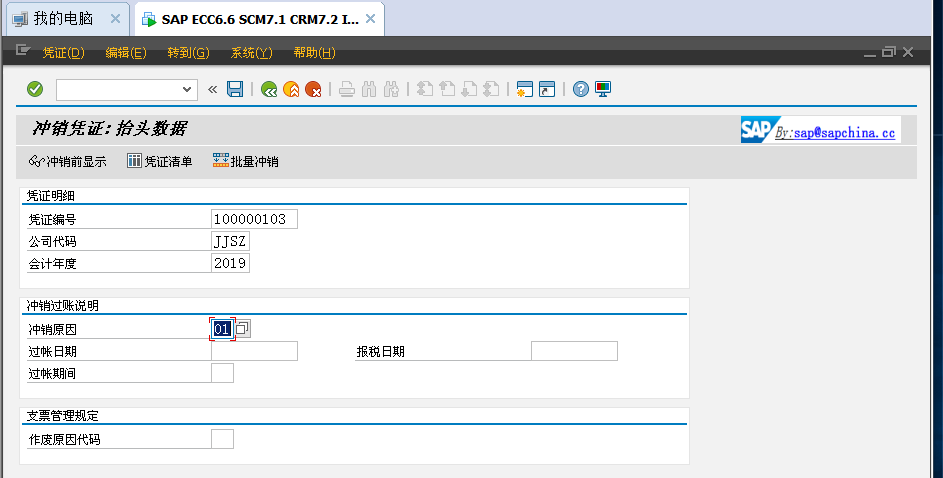 我的电脑 SAP ECC6.6 SCM7.1 CRM7.2 I...
凭证(D) 编辑(E) 转到(G) 系统(Y) 帮助(H)
冲销凭证:抬头数据
SAP By:sap@sapchina.cc
冲销前显示 凭证清单 批量冲销
凭证明细
凭证编号 100000103
公司代码 JJSZ
会计年度 2019
冲销过账说明
冲销原因 01
过帐日期 报税日期
过帐期间
支票管理规定
作废原因代码